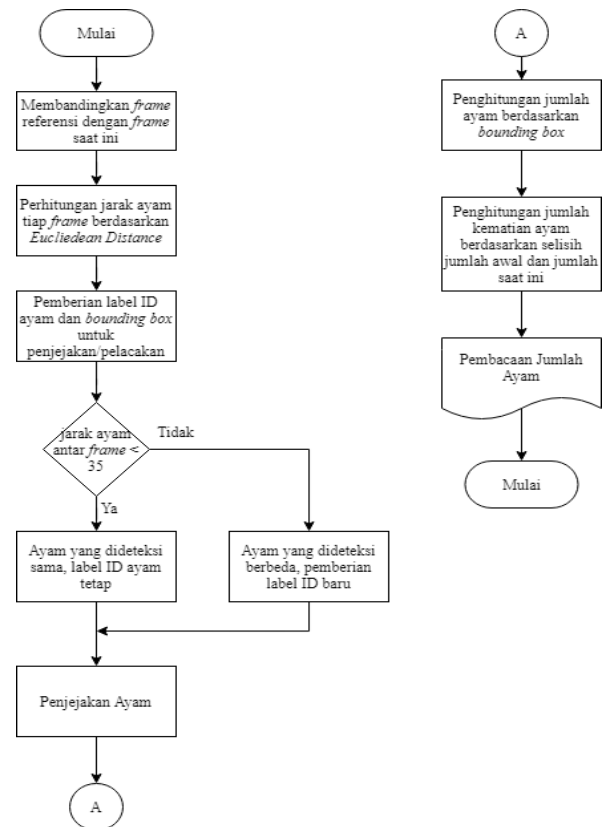 Mulai
Membandingkan frame
referensi dengan frame
saat ini
Perhitungan jarak ayam
tiap frame berdasarkan
Eucliedean Distance
Pemberian label ID
ayam dan bounding box
untuk
penjejakan/pelacakan
jarak ayam
antar frame <
35
Tidak
Ya
Ayam yang dideteksi
sama, label ID ayam
tetap
Ayam yang dideteksi
berbeda, pemberian
label ID baru
Penjejakan Ayam
A
A
Penghitungan jumlah
ayam berdasarkan
bounding box
Penghitungan jumlah
kematian ayam
berdasarkan selisih
jumlah awal dan jumlah
saat ini
Pembacaan Jumlah
Ayam
Mulai